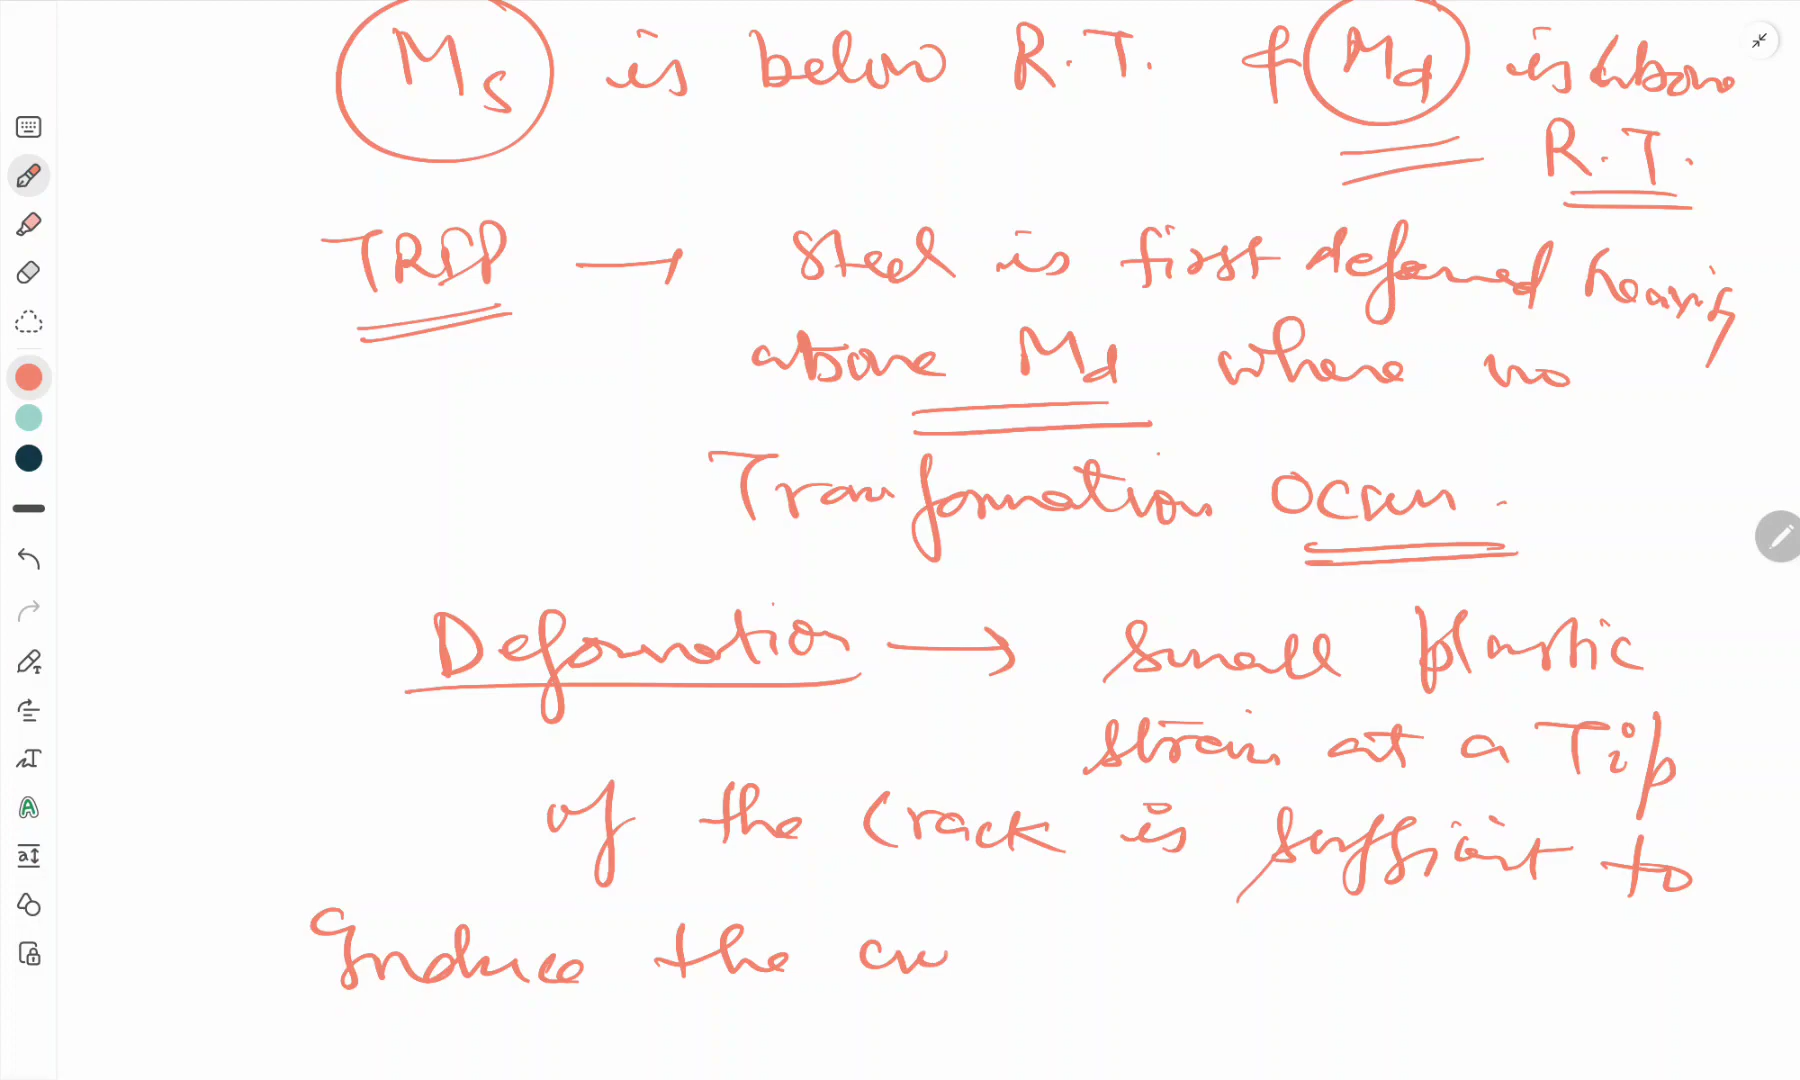 Ms is below R.T. & Md is above
R.T.
TRIP → Steel is first deformed heavily
above Md where no
Transformation occurs.
Deformation → small plastic
strain at a Tip
of the crack is sufficient to
Induce the